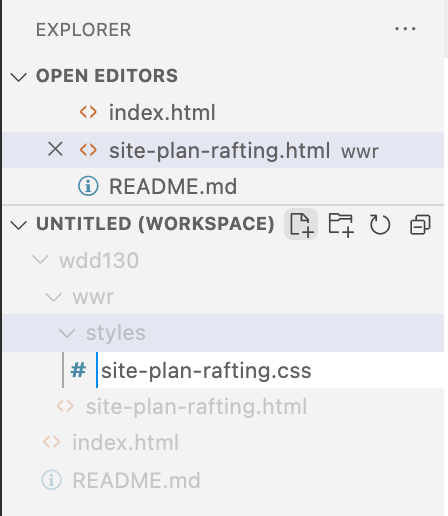 EXPLORER
OPEN EDITORS
index.html
site-plan-rafting.html wwr
README.md
UNTITLED (WORKSPACE)
wdd130
wwr
styles
# site-plan-rafting.css
site-plan-rafting.html
index.html
README.md